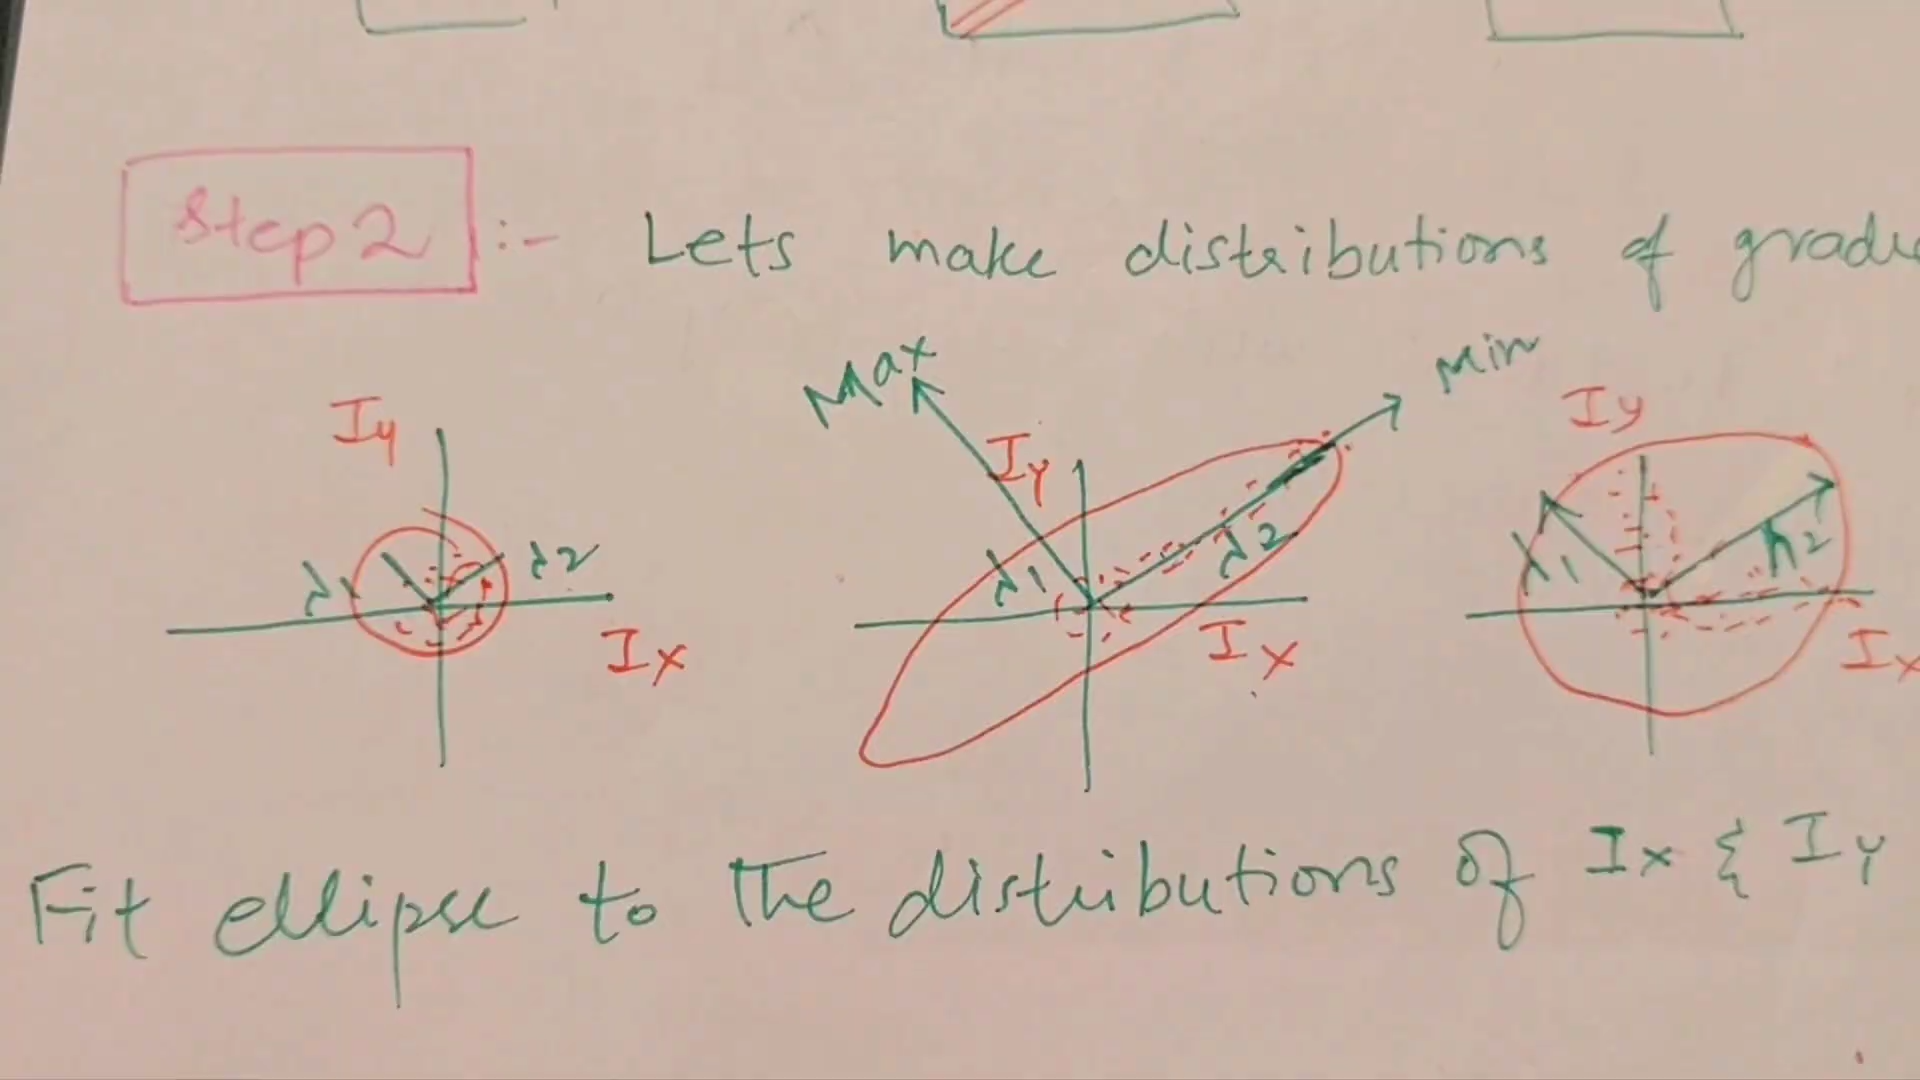 Step 2 :- Lets make distributions of gradie
Max Min
Iy Iy Iy
λ1 λ2 λ1 λ2 λ1 λ2
Ix Ix Ix
Fit ellipse to the distributions of Ix & Iy